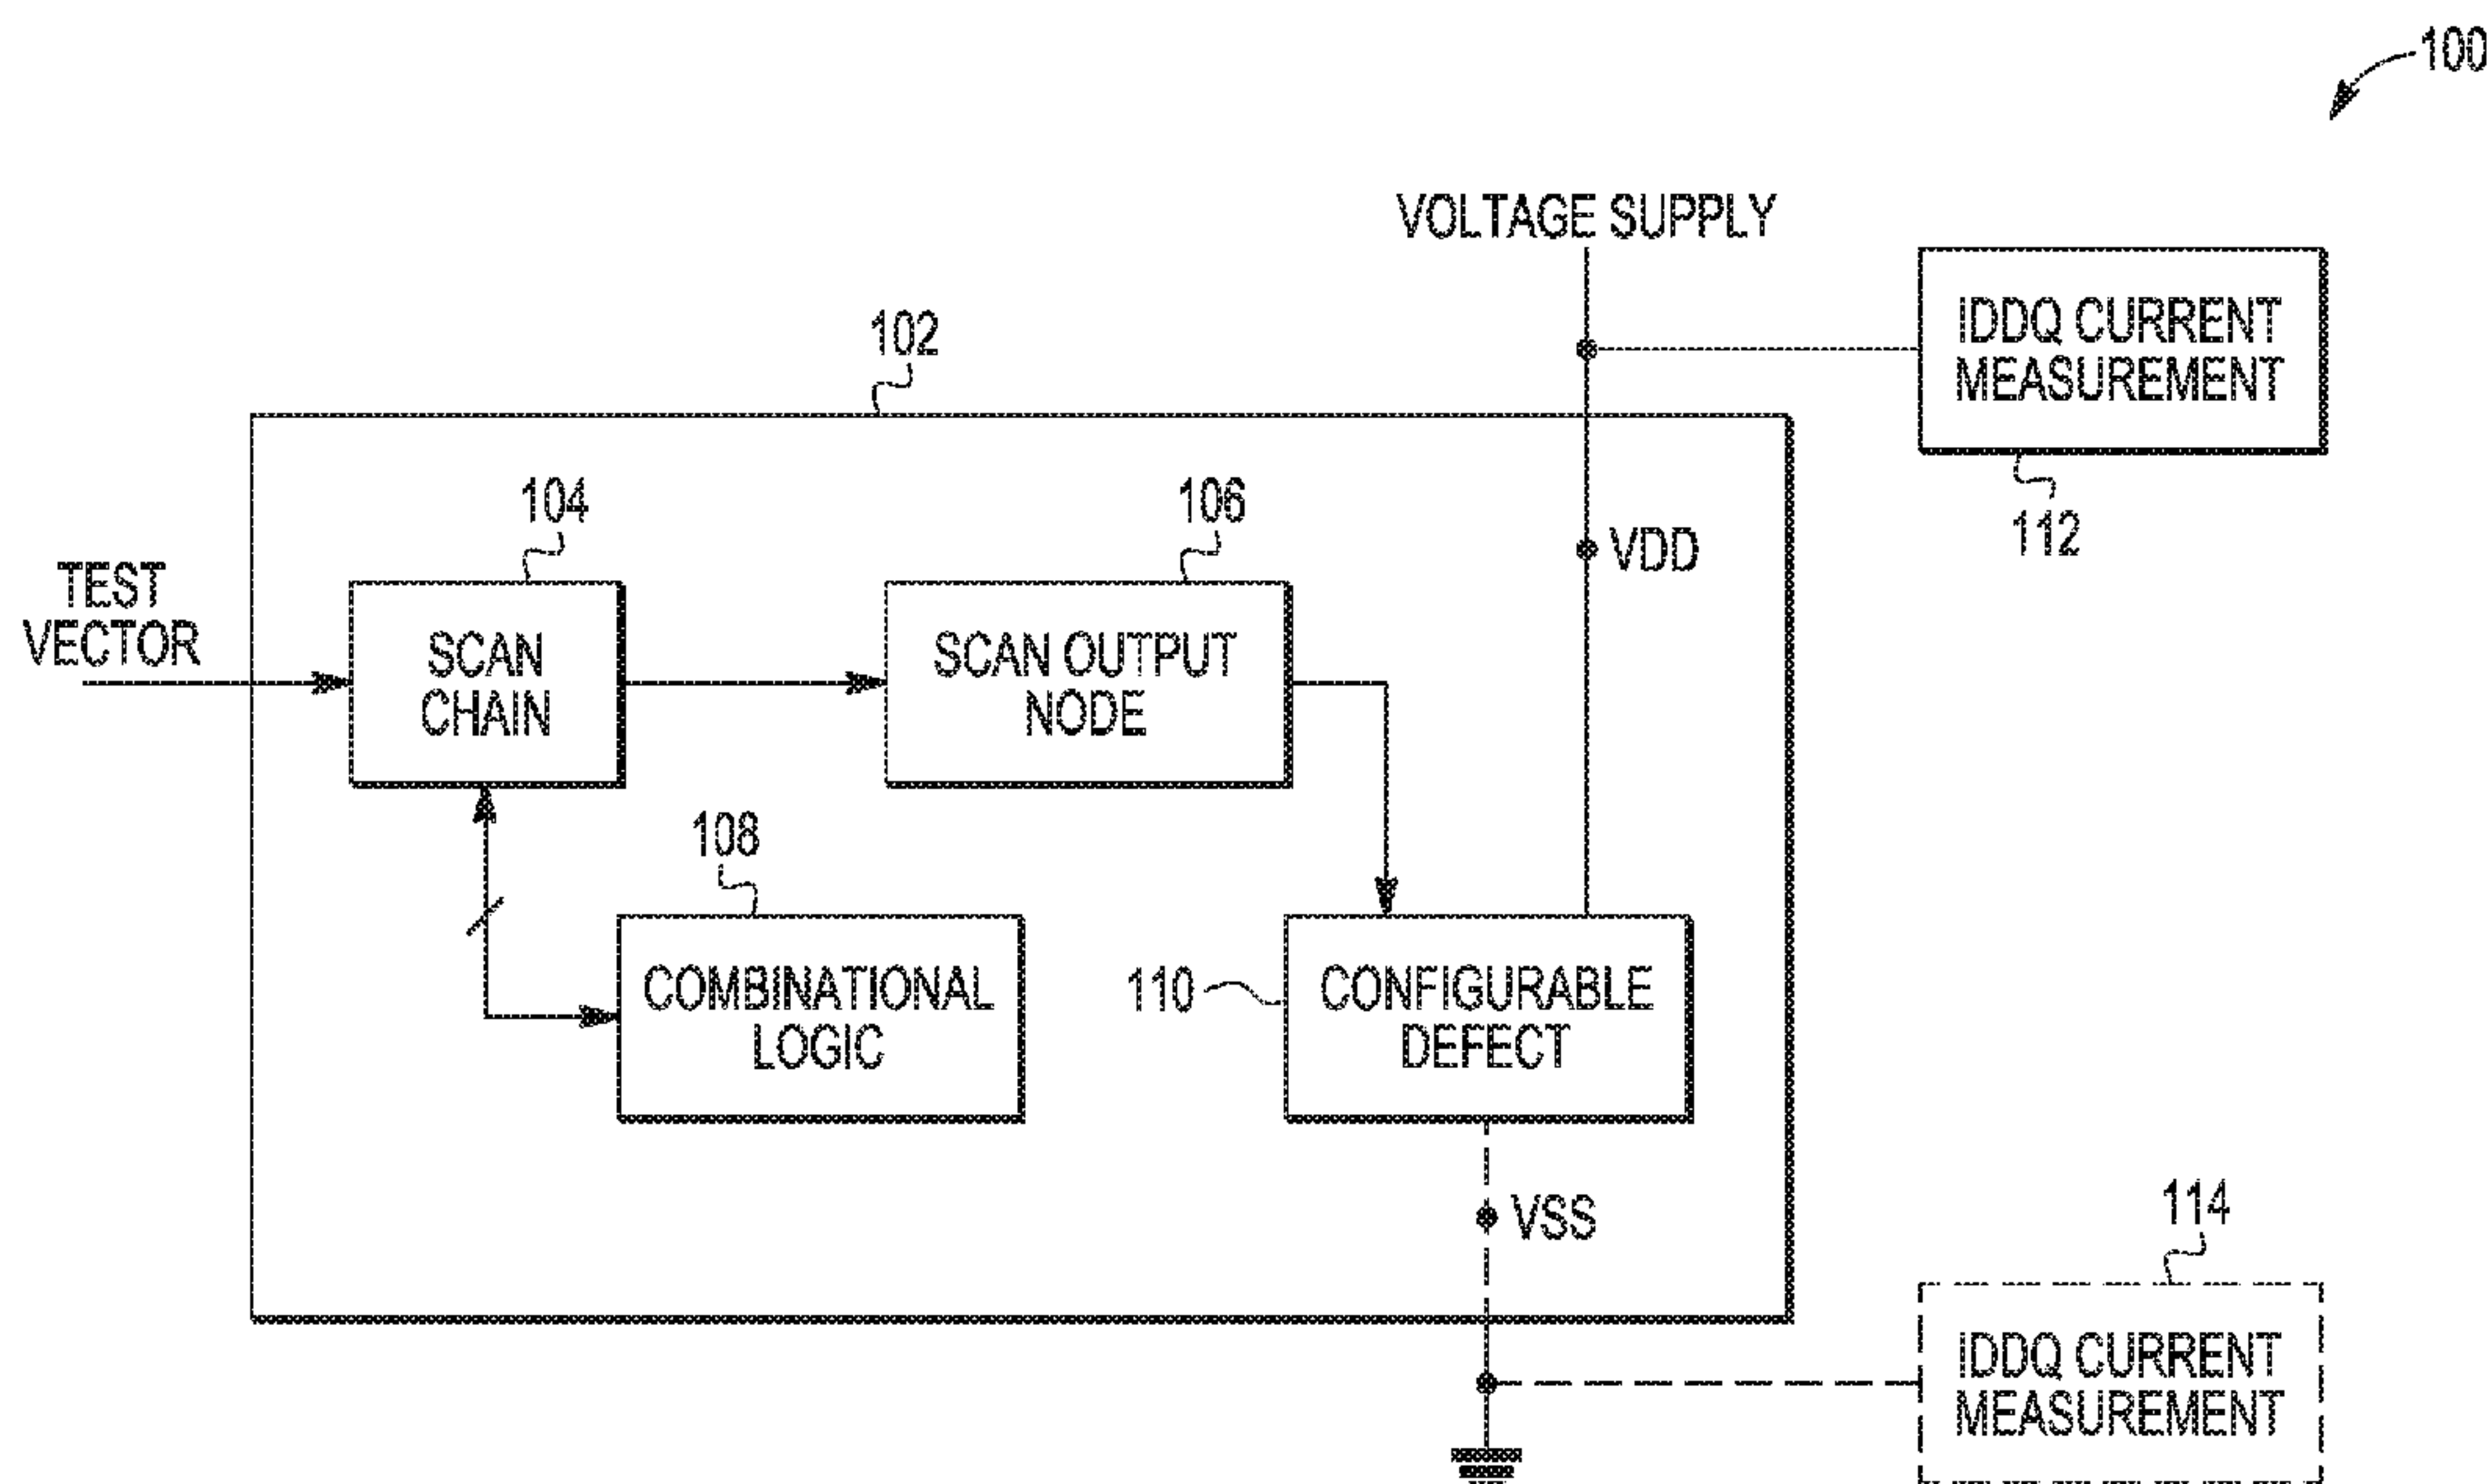 100
VOLTAGE SUPPLY
IDDQ CURRENT
MEASUREMENT
112
102
104
106
VDD
TEST
VECTOR
SCAN
CHAIN
SCAN OUTPUT
NODE
108
COMBINATIONAL
LOGIC
110
CONFIGURABLE
DEFECT
VSS
114
IDDQ CURRENT
MEASUREMENT